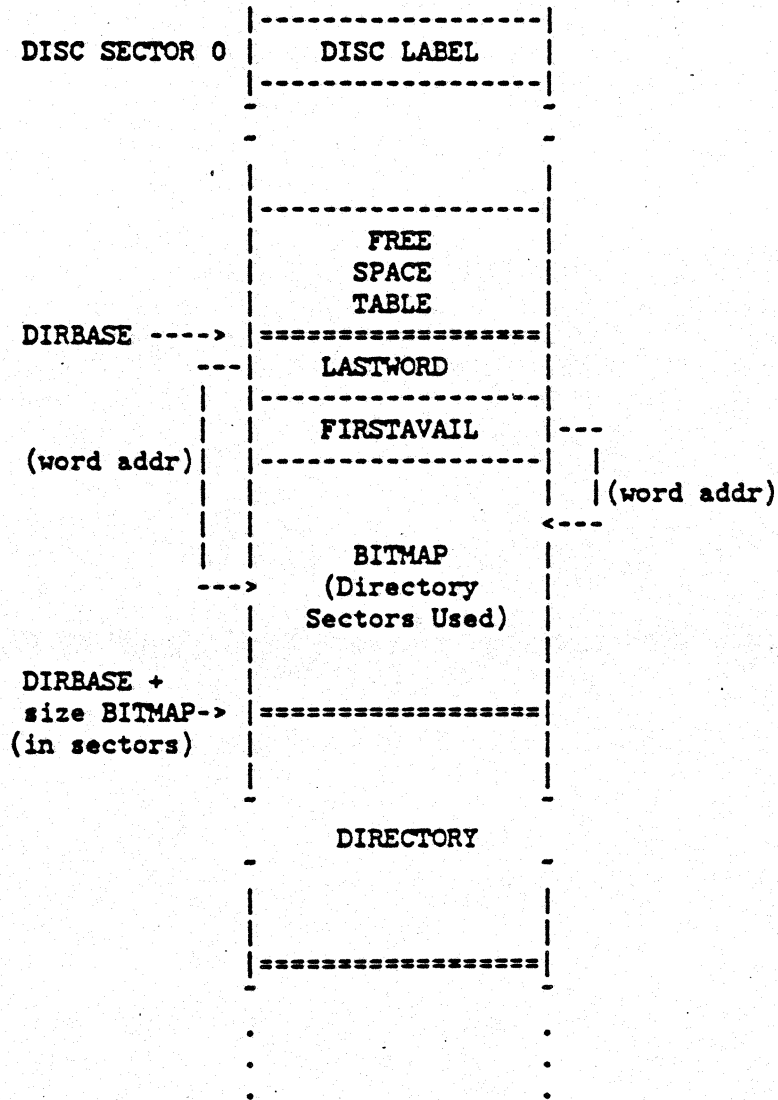 DISC SECTOR 0 DISC LABEL
FREE
SPACE
TABLE
DIRBASE ---->
LASTWORD
FIRSTAVAIL
(word addr) (word addr)
BITMAP
(Directory
Sectors Used)
DIRBASE +
size BITMAP->
(in sectors)
DIRECTORY